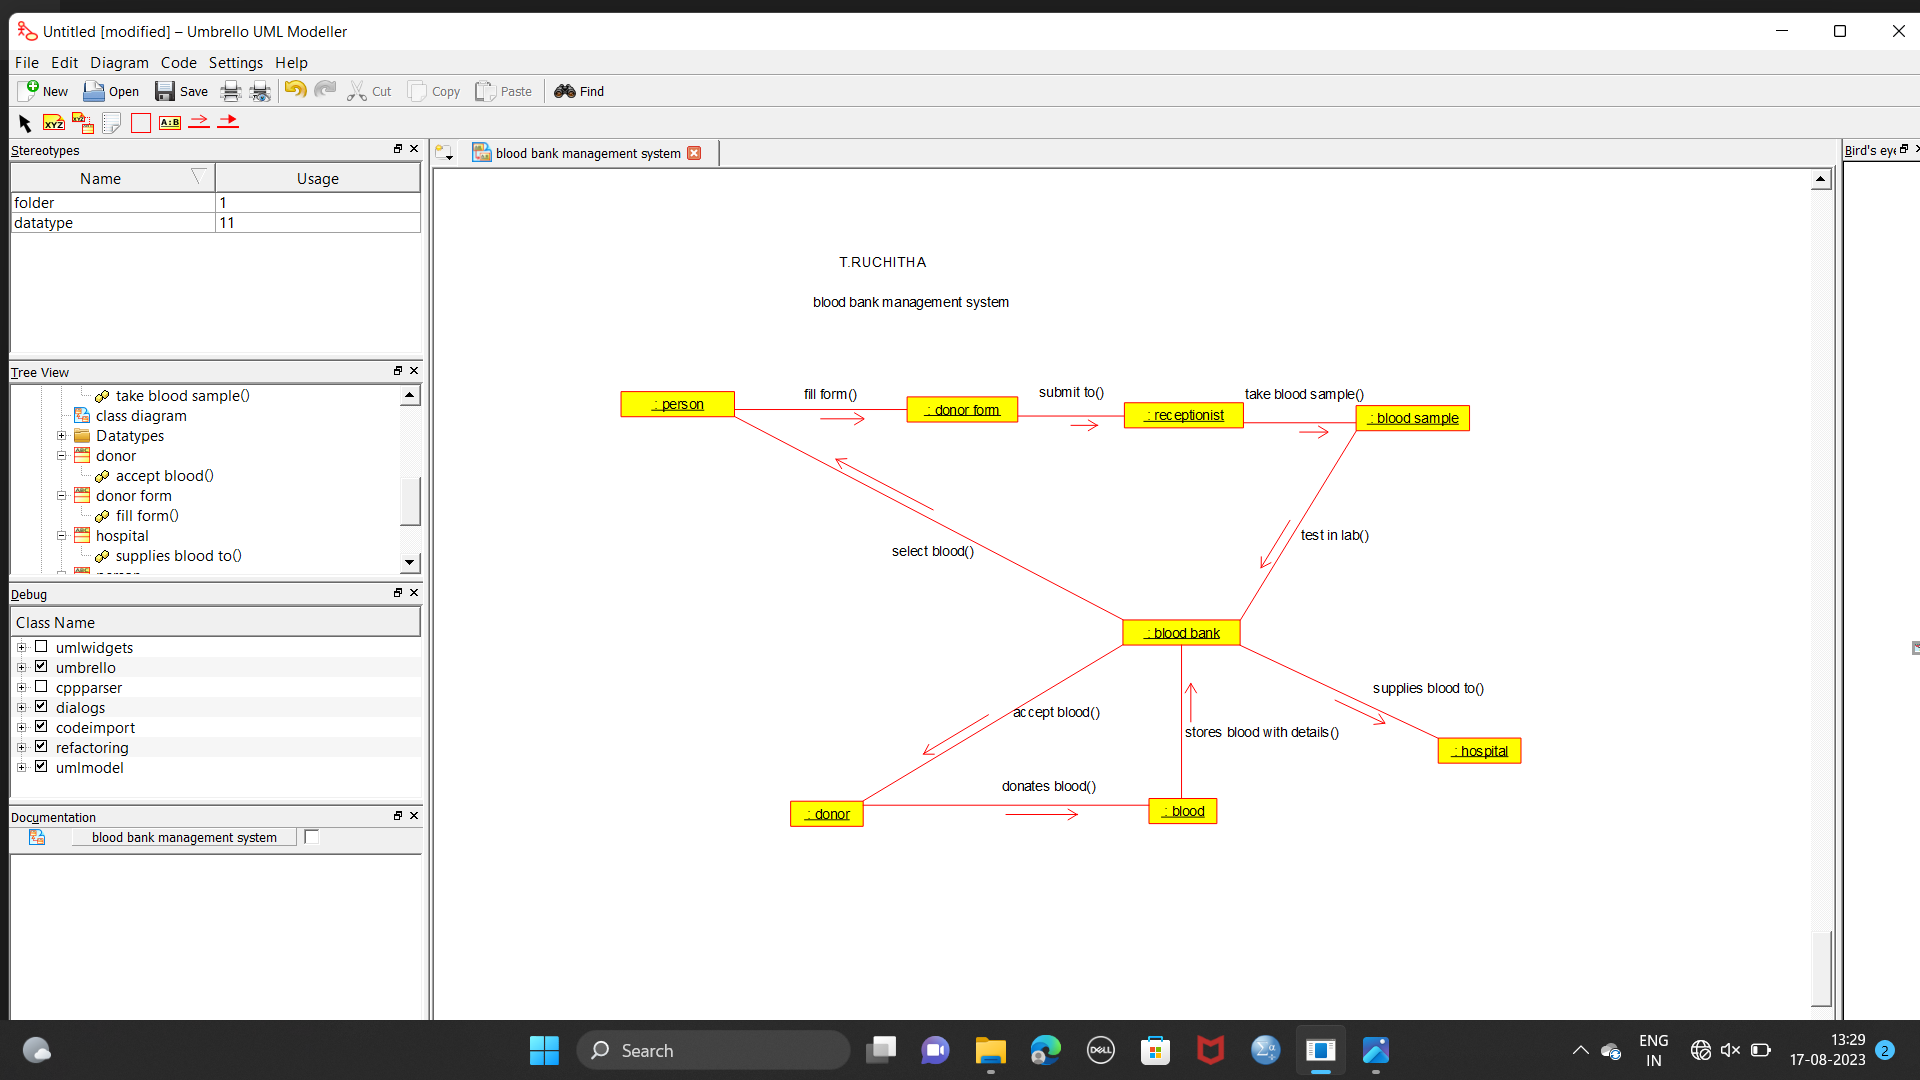 Untitled [modified] – Umbrello UML Modeller
File Edit Diagram Code Settings Help
New Open Save Cut Copy Paste Find
XYZ XYZ A:B
Stereotypes
Name Usage
folder 1
datatype 11
Tree View
take blood sample()
class diagram
Datatypes
donor
accept blood()
donor form
fill form()
hospital
supplies blood to()
Debug
Class Name
umlwidgets
umbrello
cppparser
dialogs
codeimport
refactoring
umlmodel
Documentation
blood bank management system
blood bank management system
Bird's eye
T.RUCHITHA
blood bank management system
: person
fill form()
: donor form
submit to()
: receptionist
take blood sample()
: blood sample
select blood()
test in lab()
: blood bank
accept blood()
stores blood with details()
supplies blood to()
: hospital
donates blood()
: donor
: blood
Search
DELL
ENG
IN
13:29
17-08-2023
2